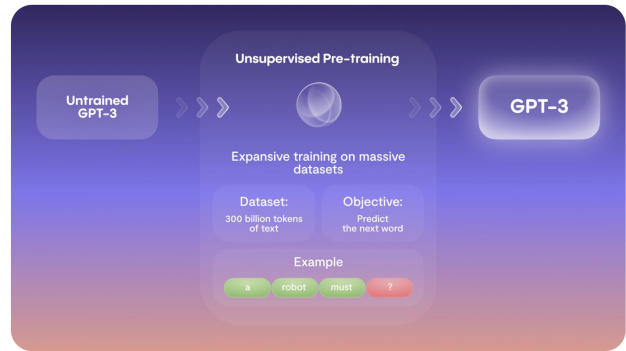 Unsupervised Pre-training
Untrained
GPT-3
GPT-3
Expansive training on massive
datasets
Dataset:
300 billion tokens
of text
Objective:
Predict
the next word
Example
a robot must ?